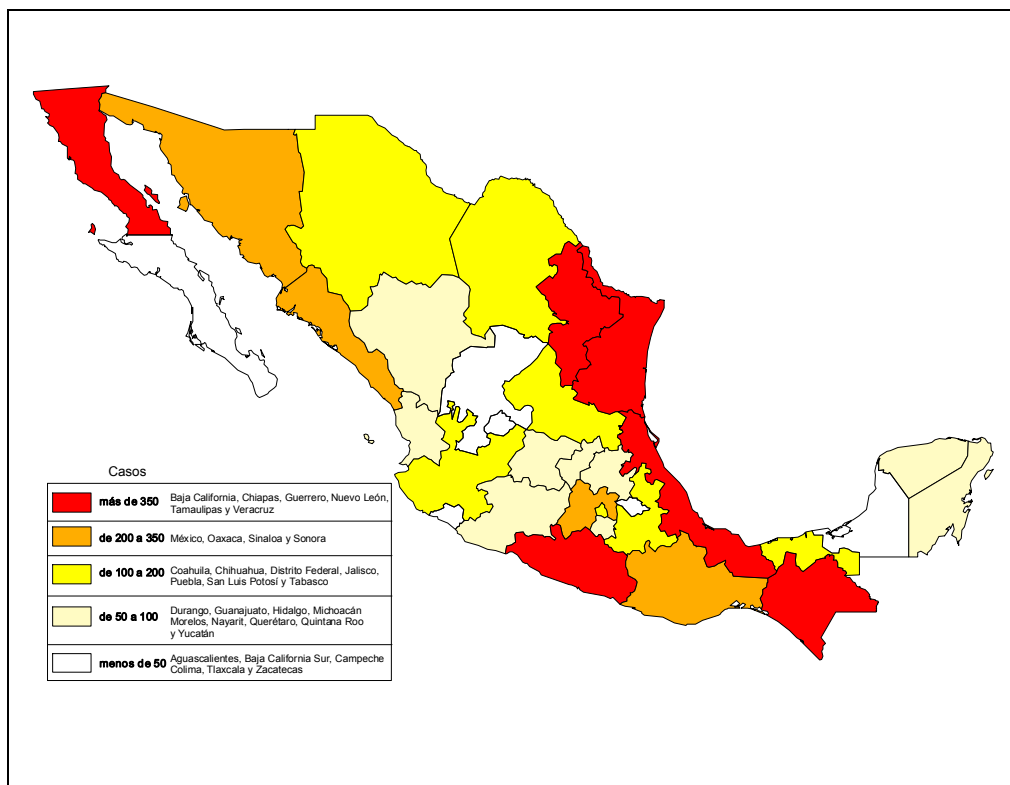 Casos
más de 350 Baja California, Chiapas, Guerrero, Nuevo León,
Tamaulipas y Veracruz
de 200 a 350 México, Oaxaca, Sinaloa y Sonora
de 100 a 200 Coahuila, Chihuahua, Distrito Federal, Jalisco,
Puebla, San Luis Potosí y Tabasco
de 50 a 100 Durango, Guanajuato, Hidalgo, Michoacán
Morelos, Nayarit, Querétaro, Quintana Roo
y Yucatán
menos de 50 Aguascalientes, Baja California Sur, Campeche
Colima, Tlaxcala y Zacatecas